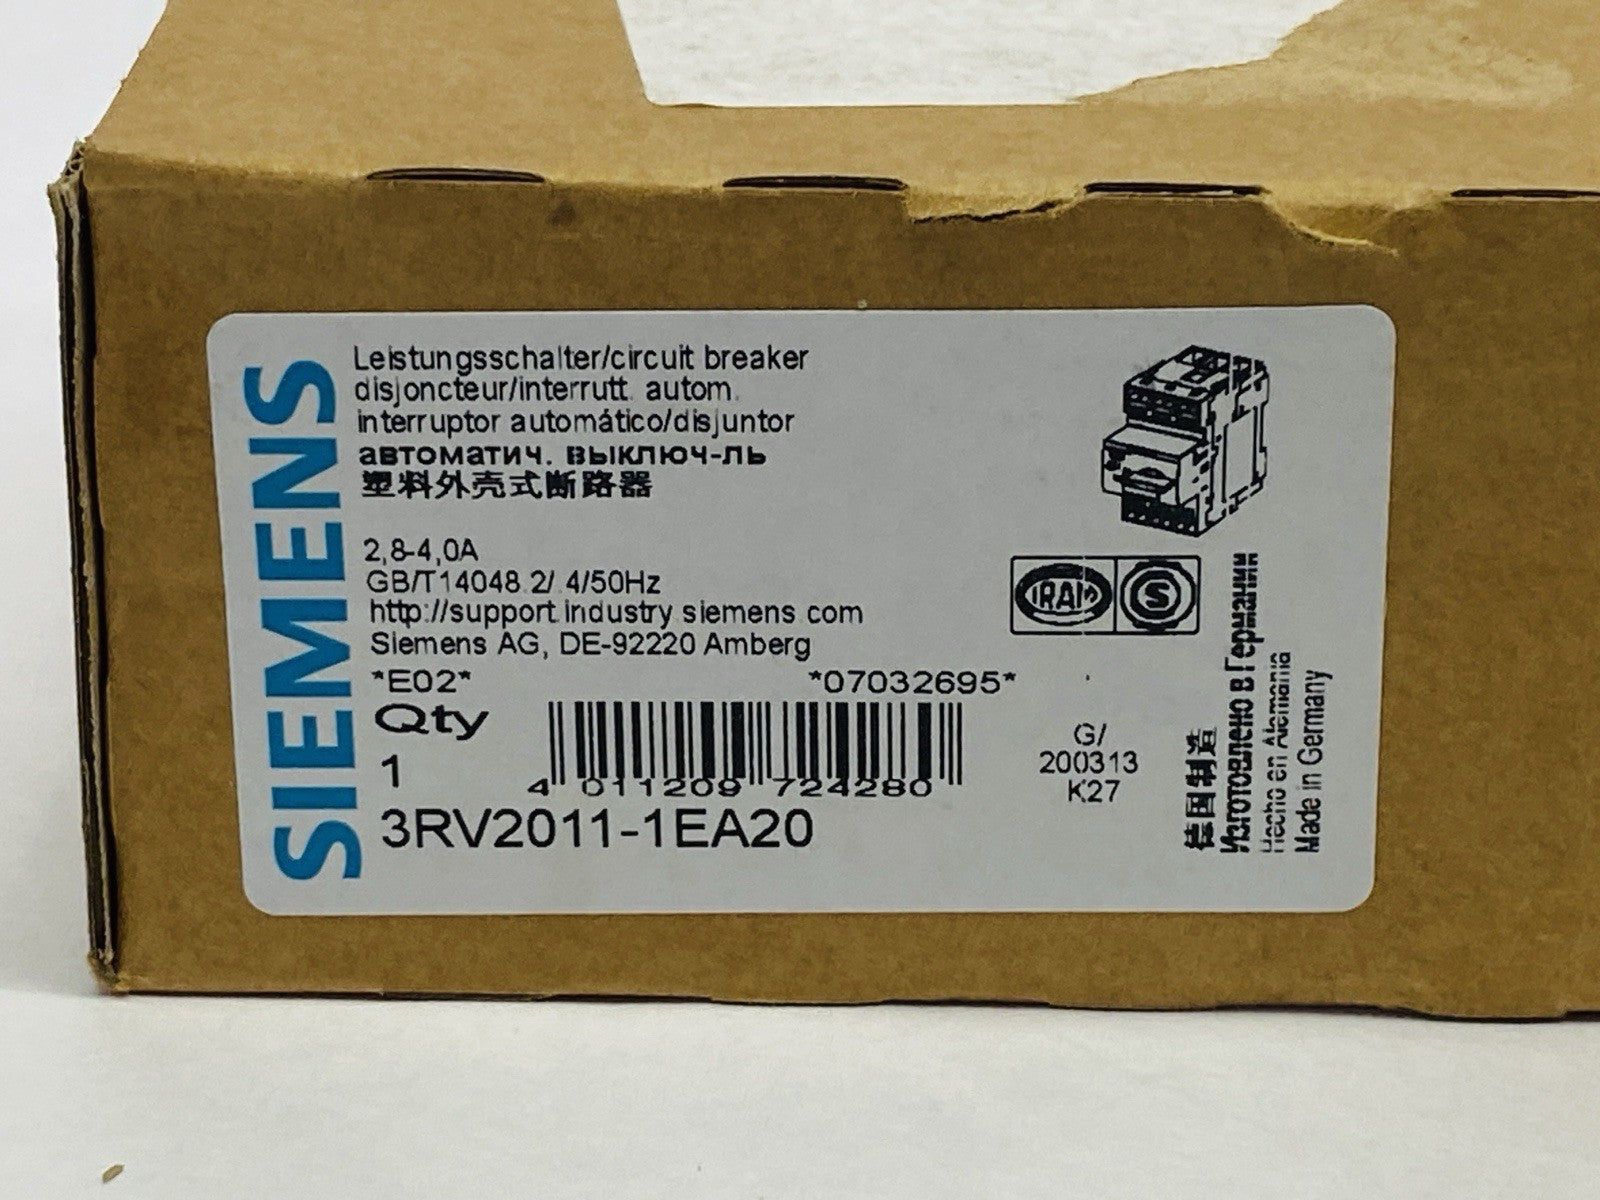 SIEMENS
Leistungsschalter/circuit breaker
disjoncteur/interrutt. autom.
interruptor automático/disjuntor
автоматич. выключ-ль
塑料外壳式断路器
2,8-4,0A
GB/T14048.2/.4/50Hz
http://support.industry.siemens.com
Siemens AG, DE-92220 Amberg
*E02* *07032695*
Qty
1
4 011209 724280
3RV2011-1EA20
IRAM S
G/
200313
K27
德国制造
Изготовлено в Германии
Hecho en Alemania
Made in Germany